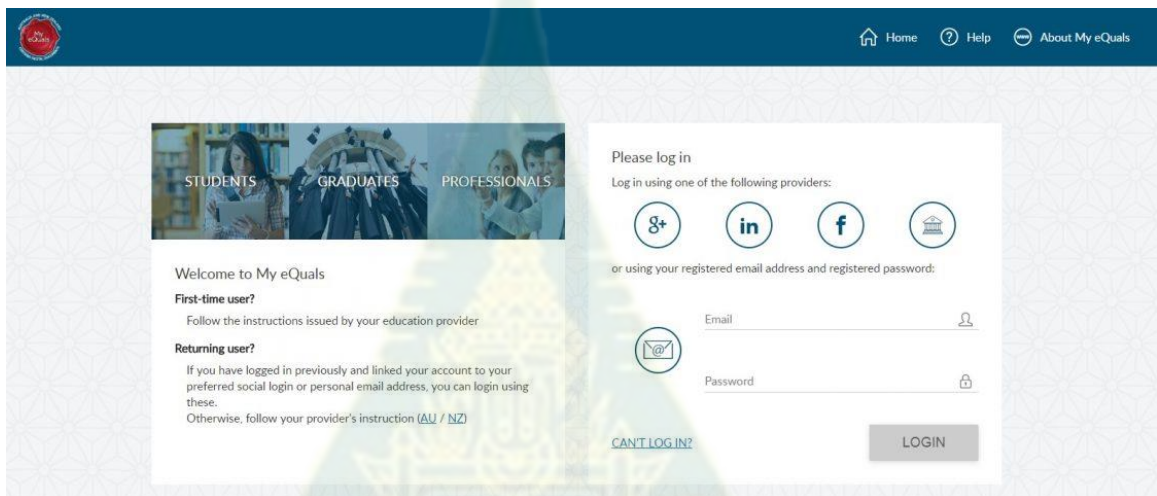 My
eQuals
Home
Help
www
About My eQuals
STUDENTS
GRADUATES
PROFESSIONALS
Welcome to My eQuals
First-time user?
Follow the instructions issued by your education provider
Returning user?
If you have logged in previously and linked your account to your
preferred social login or personal email address, you can login using
these.
Otherwise, follow your provider's instruction (AU / NZ)
Please log in
Log in using one of the following providers:
g+
in
f
or using your registered email address and registered password:
Email
@
Password
CAN'T LOG IN?
LOGIN